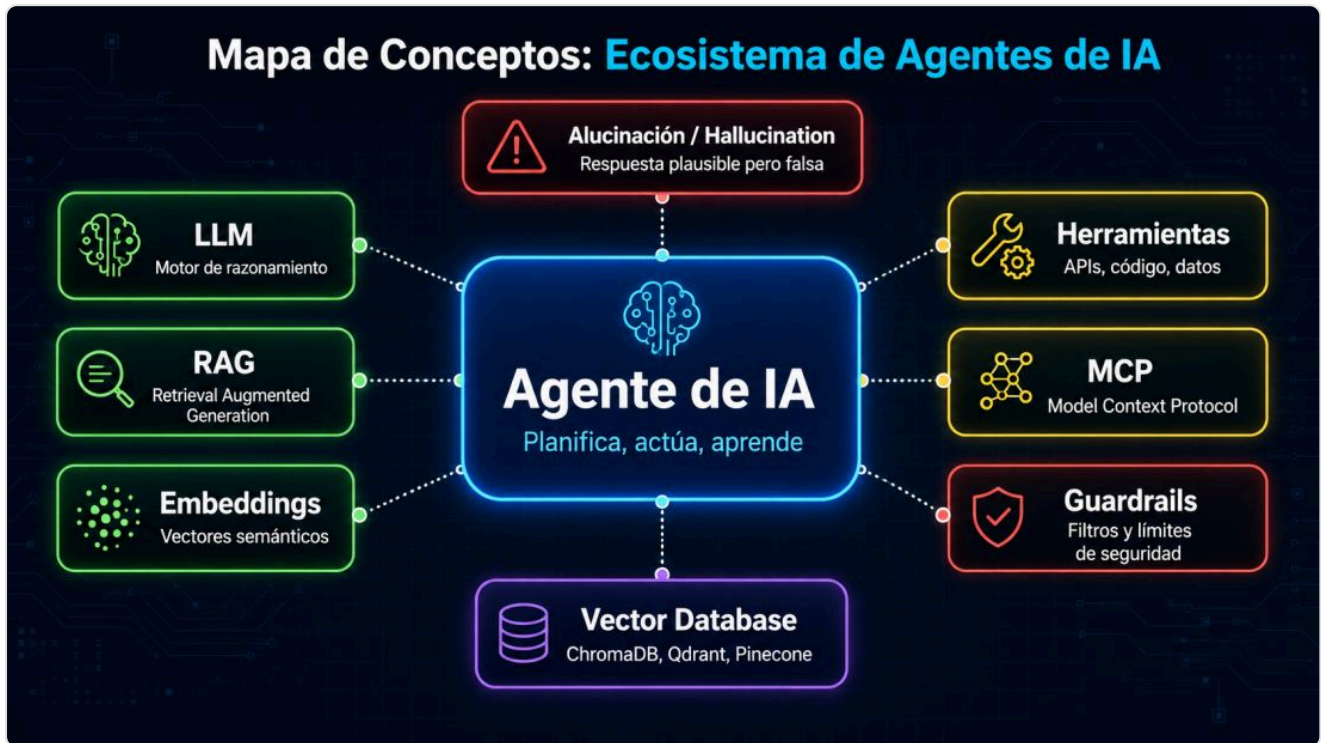 Mapa de Conceptos: Ecosistema de Agentes de IA
Alucinación / Hallucination
Respuesta plausible pero falsa
LLM
Motor de razonamiento
RAG
Retrieval Augmented
Generation
Embeddings
Vectores semánticos
Agente de IA
Planifica, actúa, aprende
Herramientas
APIs, código, datos
MCP
Model Context Protocol
Guardrails
Filtros y límites
de seguridad
Vector Database
ChromaDB, Qdrant, Pinecone